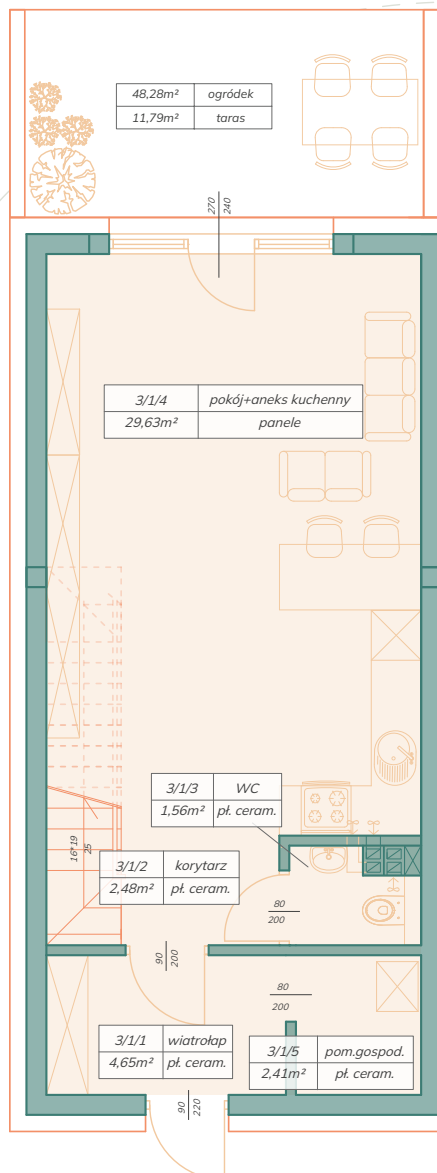 48,28m² ogródek
11,79m² taras
270
240
3/1/4 pokój+aneks kuchenny
29,63m² panele
3/1/3 WC
1,56m² pł. ceram.
16*19
25
3/1/2 korytarz
2,48m² pł. ceram.
80
200
90
200
80
200
3/1/1 wiatrołap
4,65m² pł. ceram.
3/1/5 pom.gospod.
2,41m² pł. ceram.
90
220